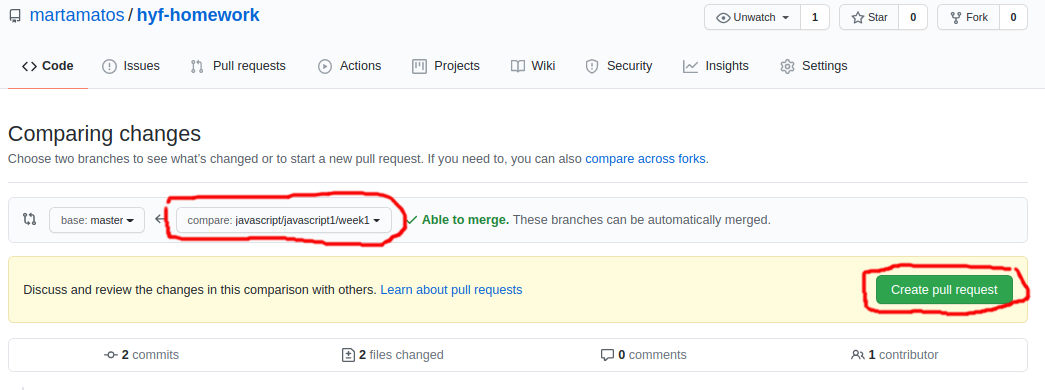 martamatos / hyf-homework Unwatch 1 Star 0 Fork 0
Code Issues Pull requests Actions Projects Wiki Security Insights Settings
Comparing changes
Choose two branches to see what's changed or to start a new pull request. If you need to, you can also compare across forks.
base: master compare: javascript/javascript1/week1 Able to merge. These branches can be automatically merged.
Discuss and review the changes in this comparison with others. Learn about pull requests Create pull request
2 commits 2 files changed 0 comments 1 contributor